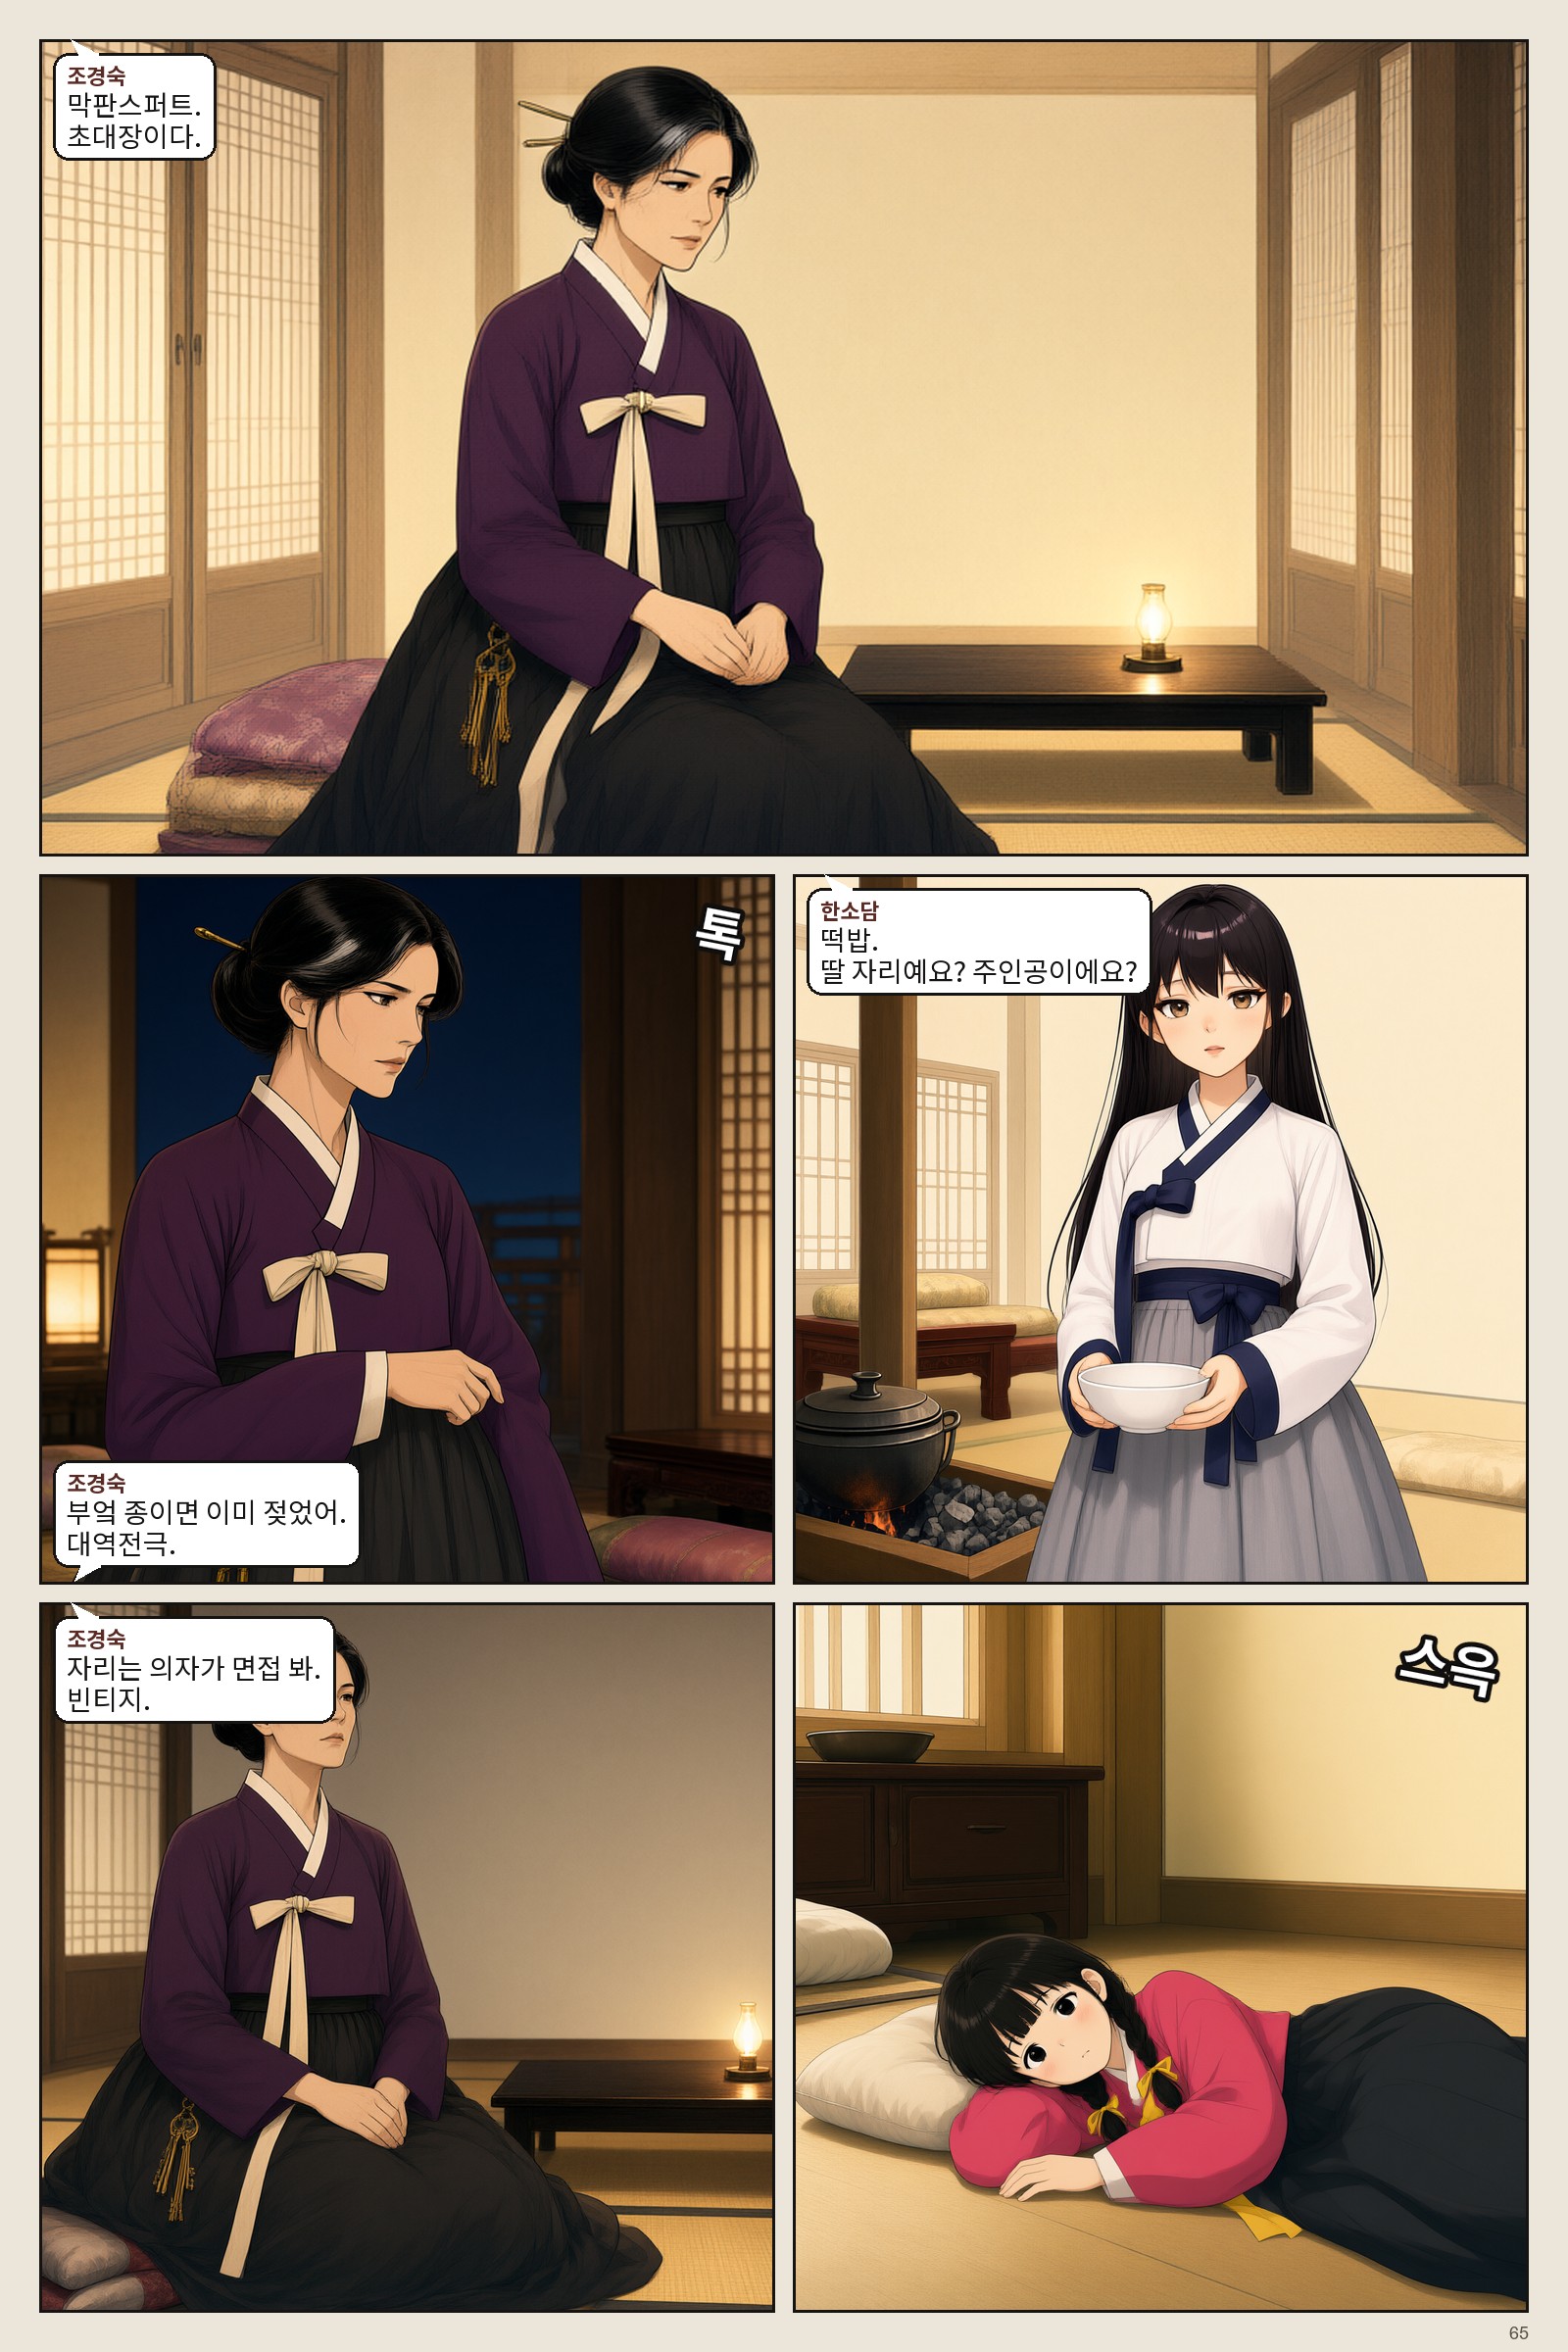 조경숙
막판스퍼트.
초대장이다.
톡
조경숙
부엌 종이면 이미 젖었어.
대역전극.
한소담
떡밥.
딸 자리예요? 주인공이에요?
조경숙
자리는 의자가 면접 봐.
빈티지.
스윽
65